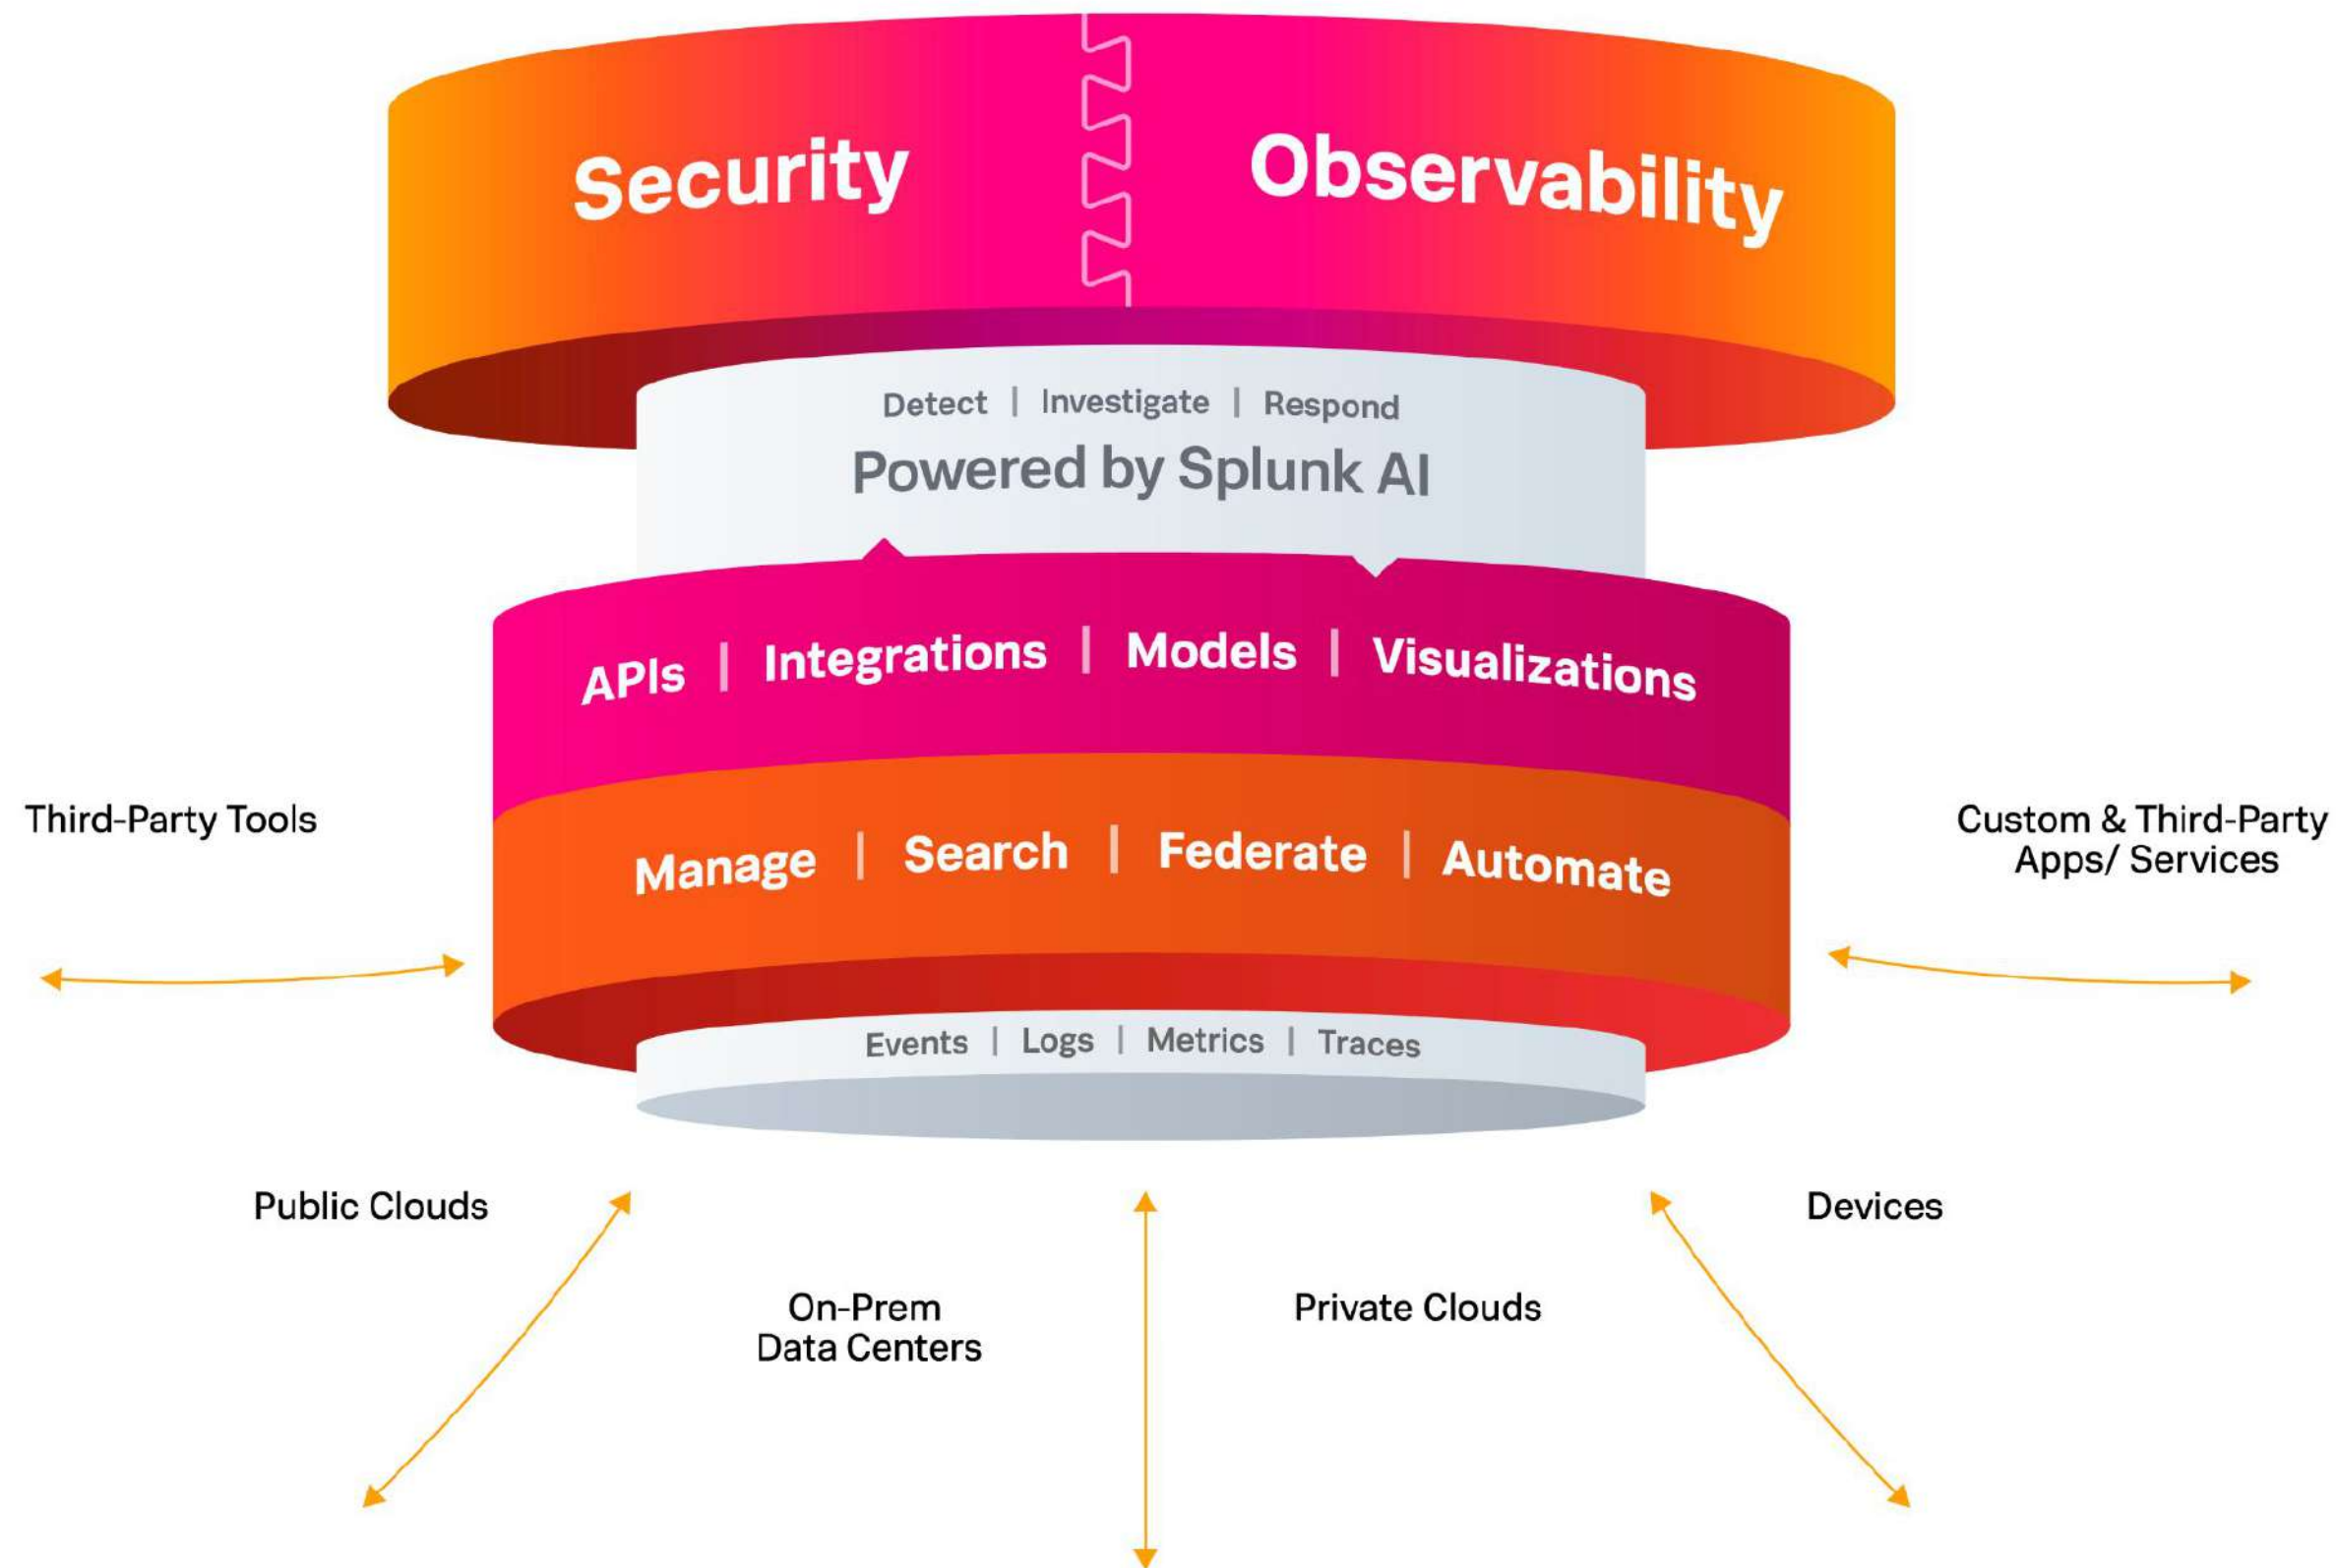 Security Observability
Detect | Investigate | Respond
Powered by Splunk AI
APIs | Integrations | Models | Visualizations
Third-Party Tools
Manage | Search | Federate | Automate
Custom & Third-Party
Apps/ Services
Events | Logs | Metrics | Traces
Public Clouds
On-Prem
Data Centers
Private Clouds
Devices